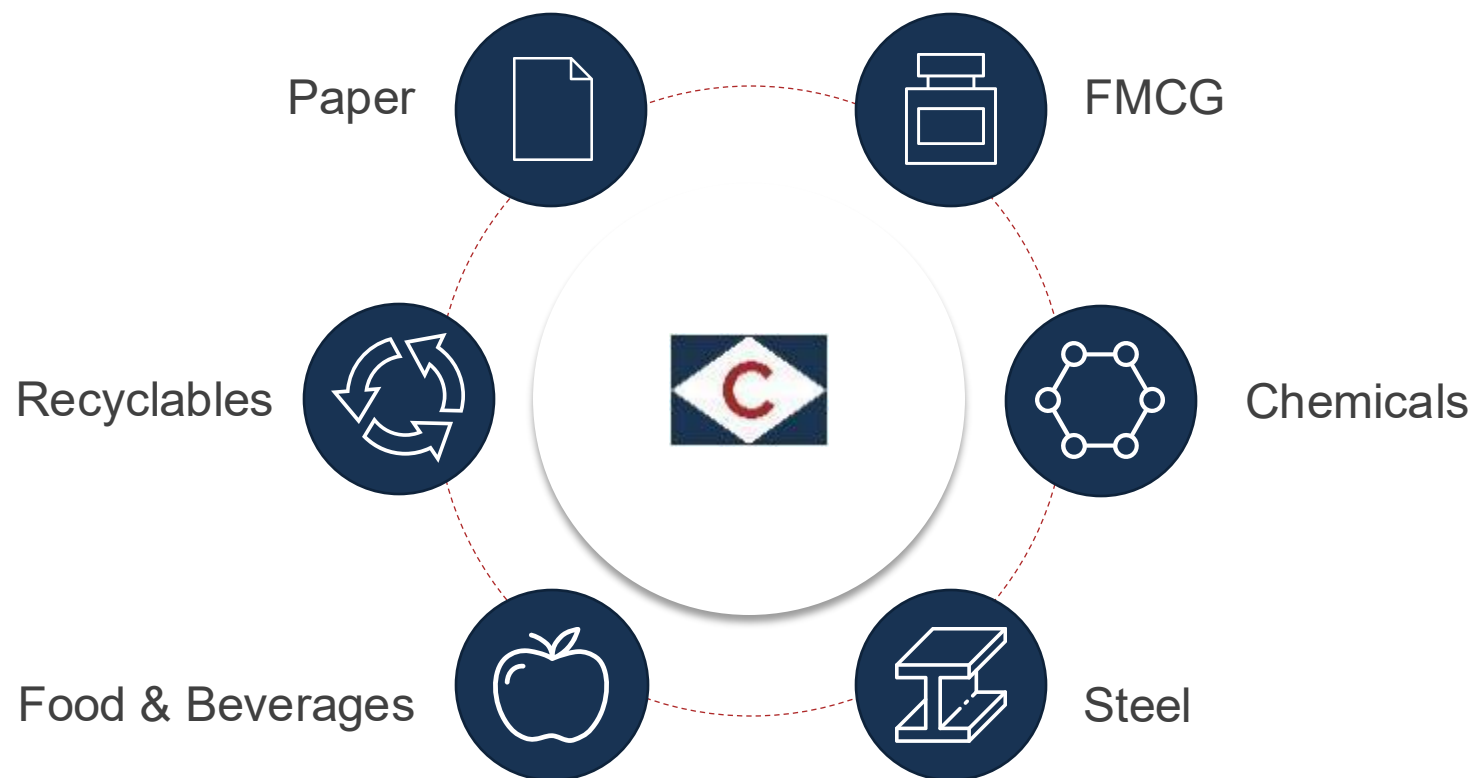 Paper
FMCG
Recyclables
C
Chemicals
Food & Beverages
Steel